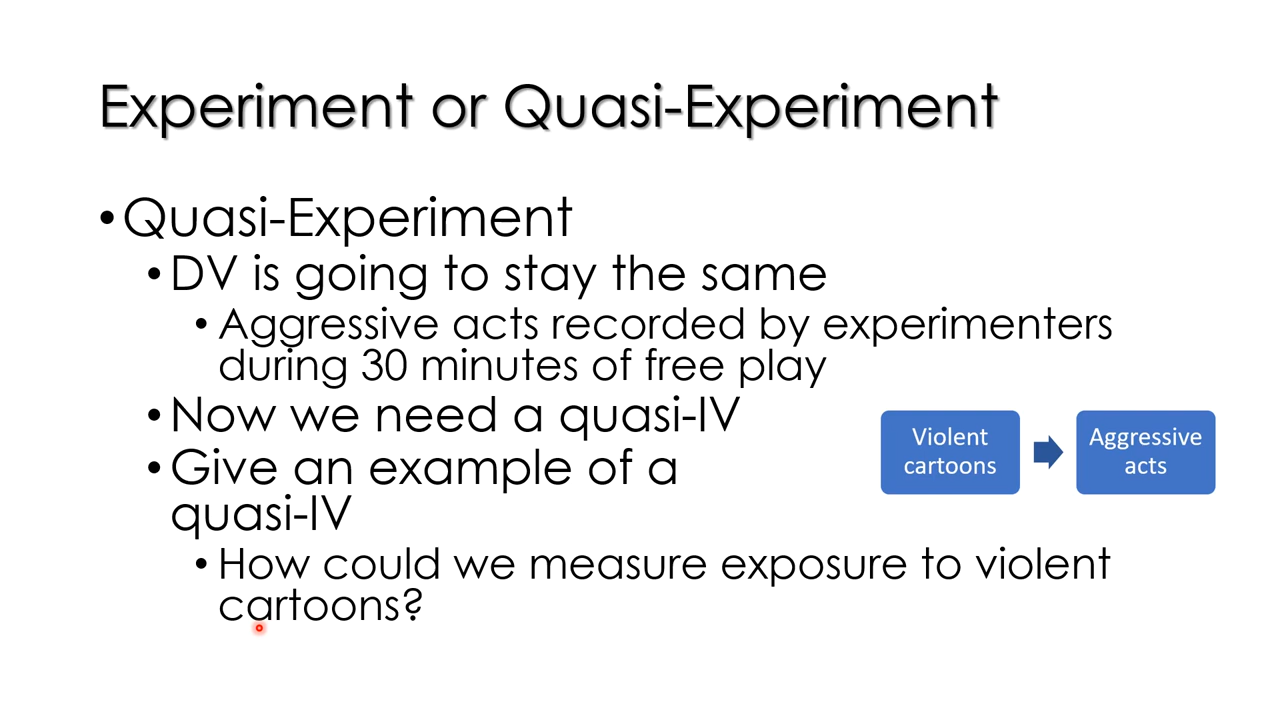 Experiment or Quasi-Experiment
•Quasi-Experiment
•DV is going to stay the same
•Aggressive acts recorded by experimenters
during 30 minutes of free play
•Now we need a quasi-IV
•Give an example of a
quasi-IV
•How could we measure exposure to violent
cartoons?
Violent
cartoons
Aggressive
acts